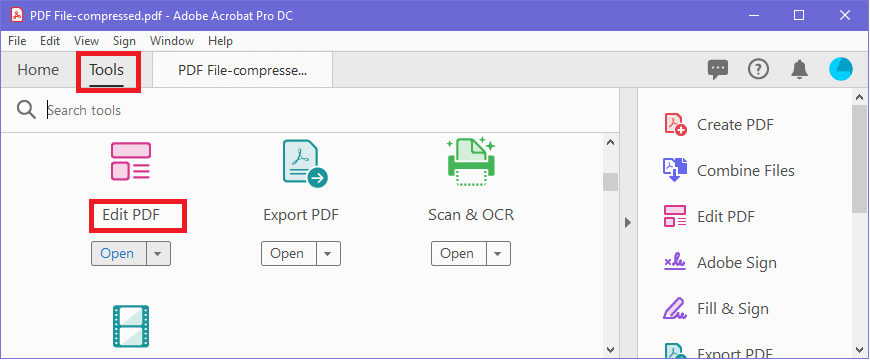 PDF File-compressed.pdf - Adobe Acrobat Pro DC
File Edit View Sign Window Help
Home Tools PDF File-compresse...
Search tools
Edit PDF Export PDF Scan & OCR
Open Open Open
Create PDF
Combine Files
Edit PDF
Adobe Sign
Fill & Sign
Export PDF